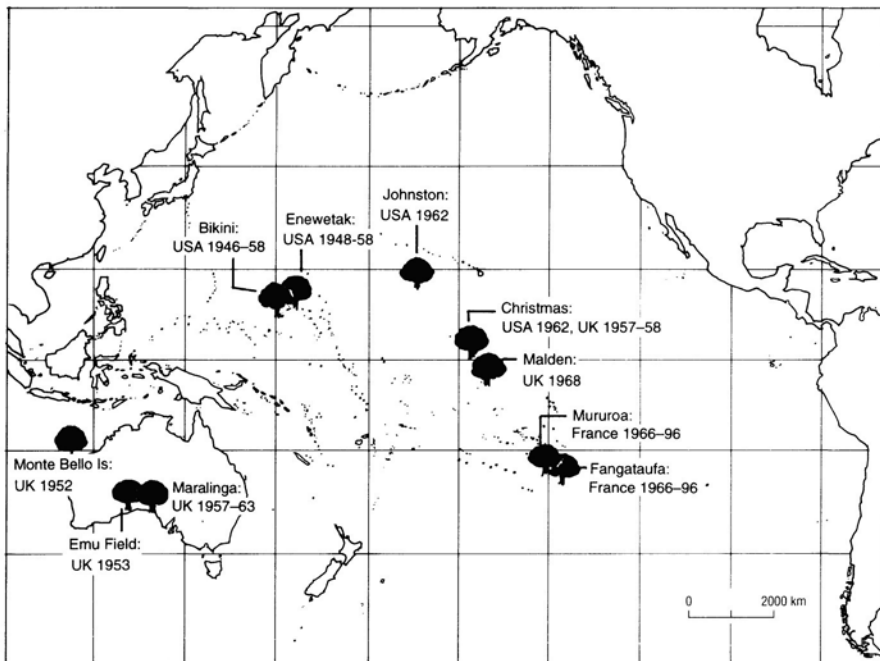 Johnston:
USA 1962
Enewetak:
USA 1948-58
Bikini:
USA 1946–58
Christmas:
USA 1962, UK 1957–58
Malden:
UK 1968
Mururoa:
France 1966–96
Fangataufa:
France 1966–96
Monte Bello Is:
UK 1952
Maralinga:
UK 1957–63
Emu Field:
UK 1953
0 2000 km